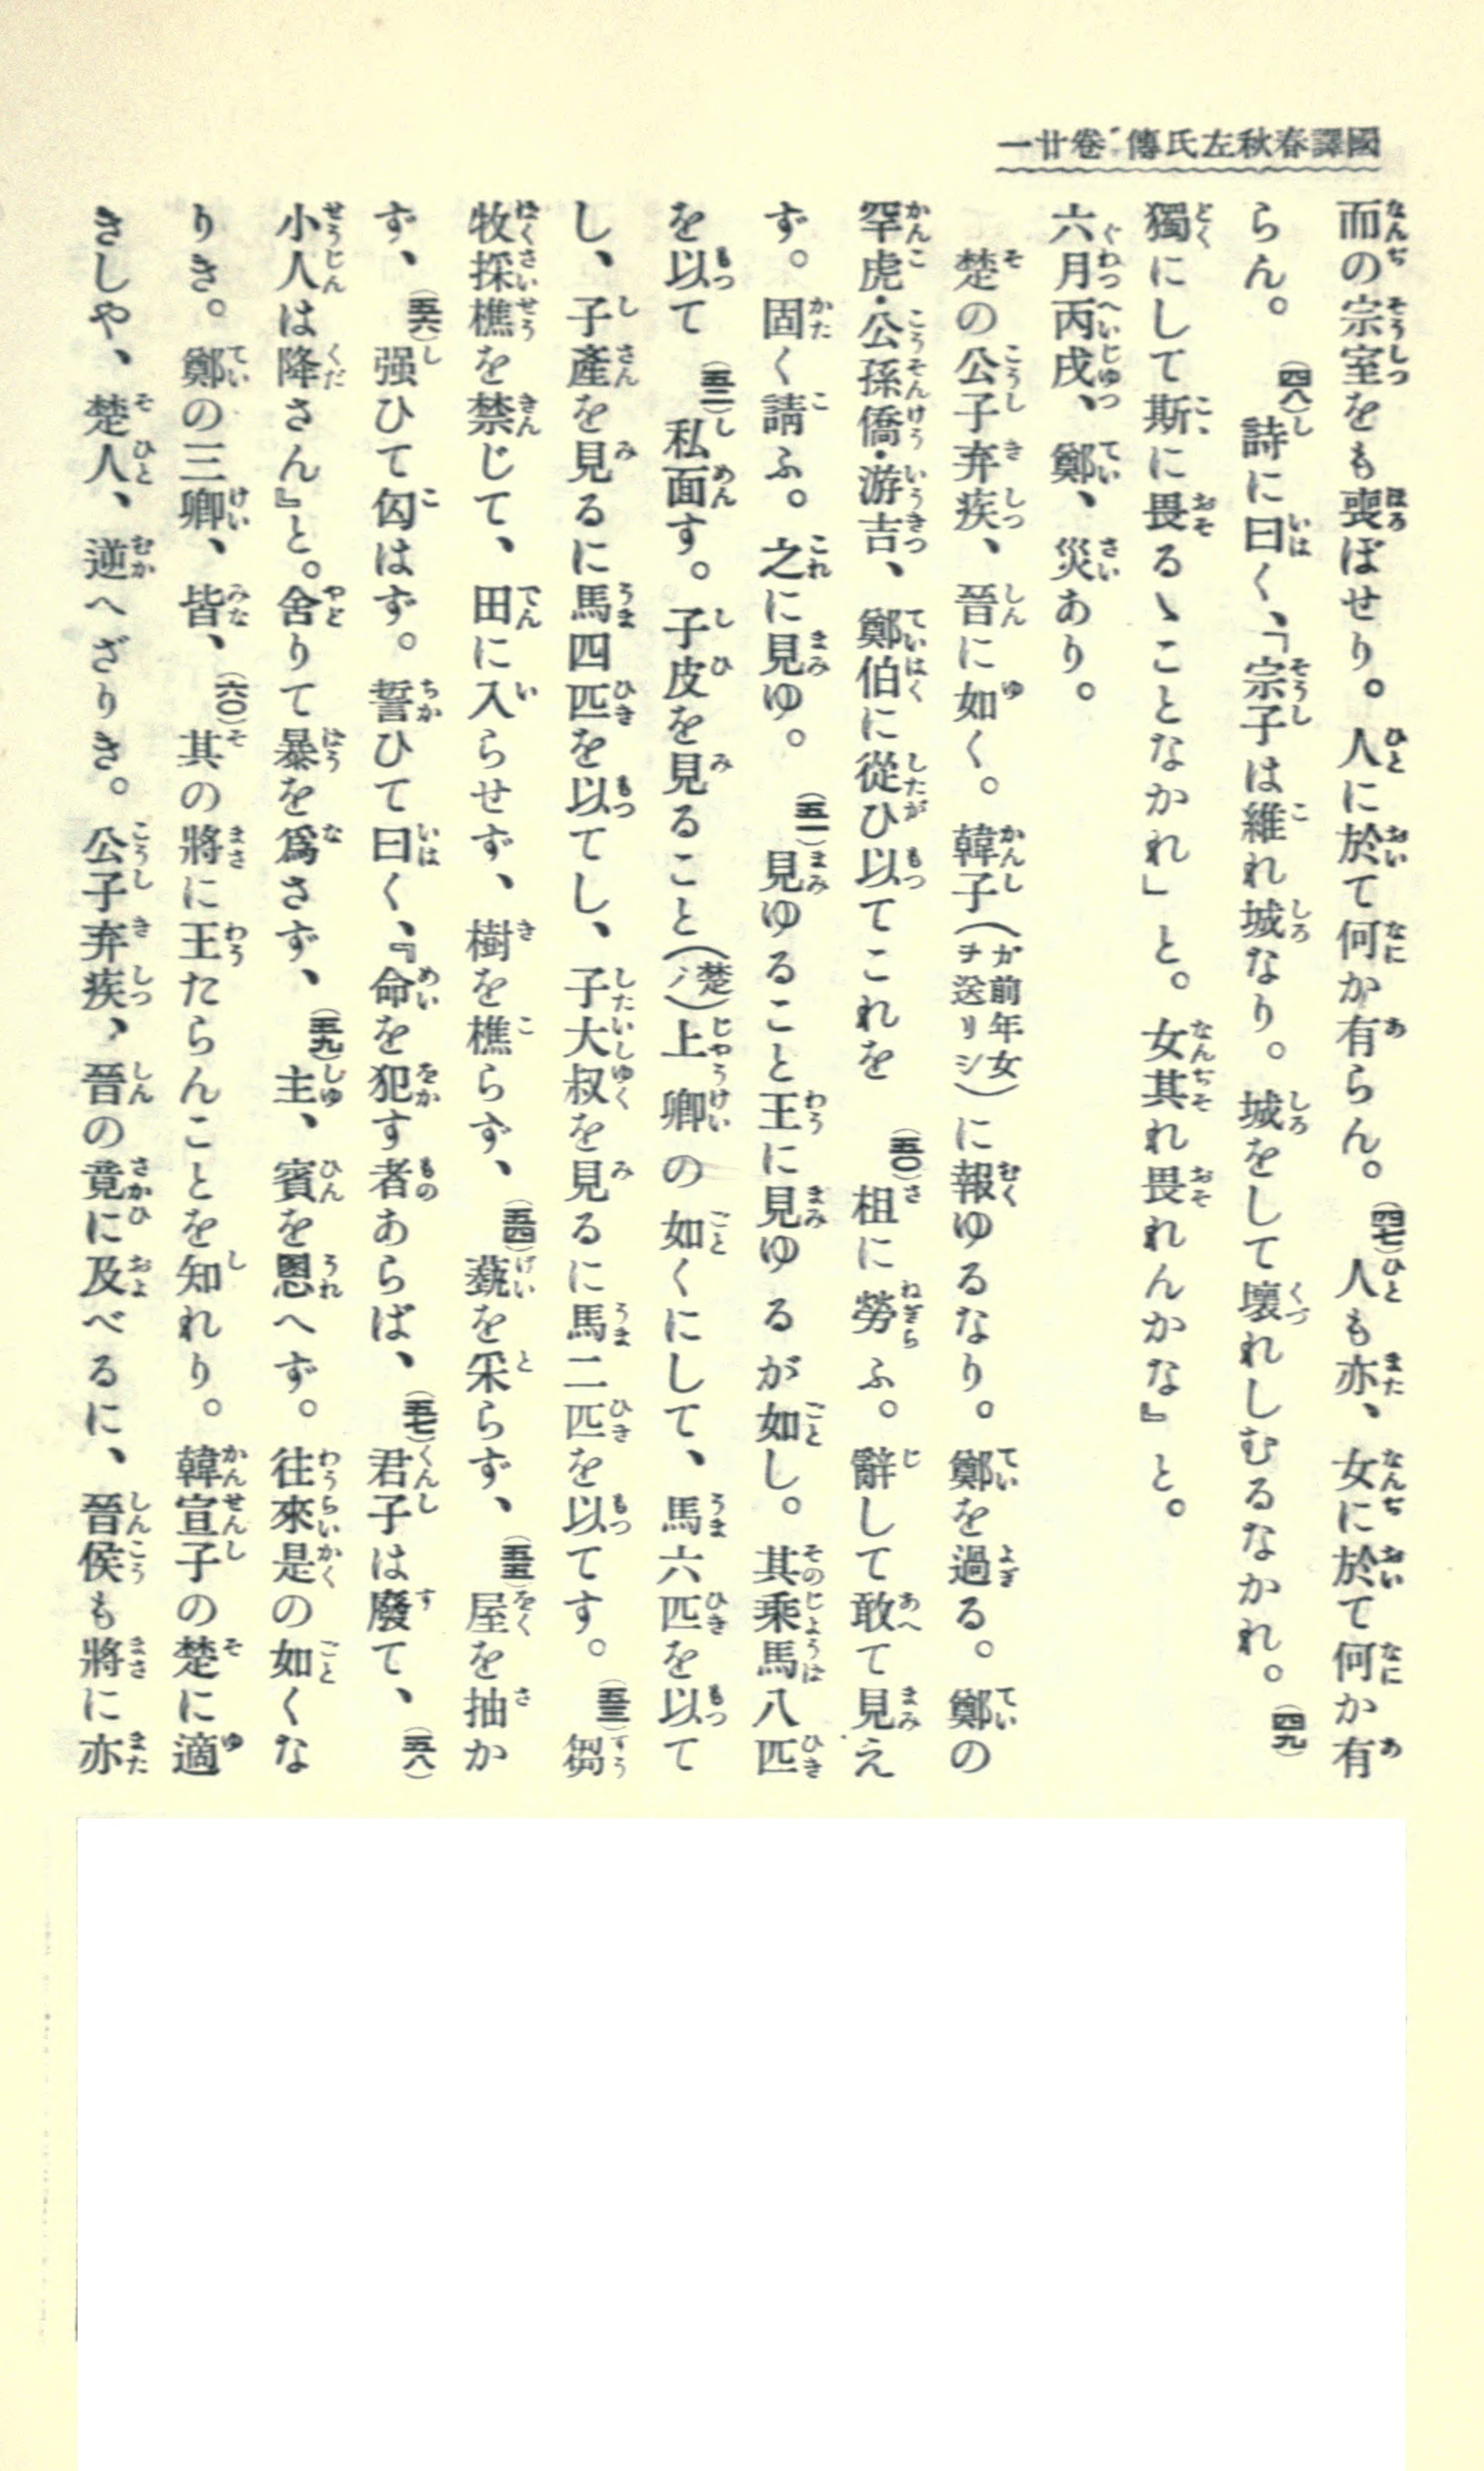 國譯春秋左氏傳 卷廿一
而の宗室をも喪ぼせり。人に於て何か有らん。(四七)人も亦、女に於て何か有
らん。(四八)詩に曰く、「宗子は維れ城なり。城をして壞れしむるなかれ。(四九)
獨にして斯に畏るゝことなかれ」と。女其れ畏れんかな』と。
六月丙戌、鄭、災あり。
楚の公子弃疾、晉に如く。韓子(ガ前年女ヲ送リシ)に報ゆるなり。鄭を過る。鄭の
罕虎・公孫僑・游吉、鄭伯に從ひ以てこれを(五〇)柤に勞ふ。辭して敢て見え
ず。固く請ふ。之に見ゆ。(五一)見ゆること王に見ゆるが如し。其乘馬八匹
を以て(五二)私面す。子皮を見ること(楚ノ)上卿の如くにして、馬六匹を以て
し、子產を見るに馬四匹を以てし、子大叔を見るに馬二匹を以てす。(五三)芻
牧採樵を禁じて、田に入らせず、樹を樵らず、(五四)蓺を采らず、(五五)屋を抽か
ず、(五六)强ひて匃はず。誓ひて曰く、『命を犯す者あらば、(五七)君子は廢て、(五八)
小人は降さん』と。舍りて暴を爲さず、(五九)主、賓を慁へず。往來是の如くな
りき。鄭の三卿、皆、(六〇)其の將に王たらんことを知れり。韓宣子の楚に適
きしや、楚人、逆へざりき。公子弃疾、晉の竟に及べるに、晉侯も將に亦